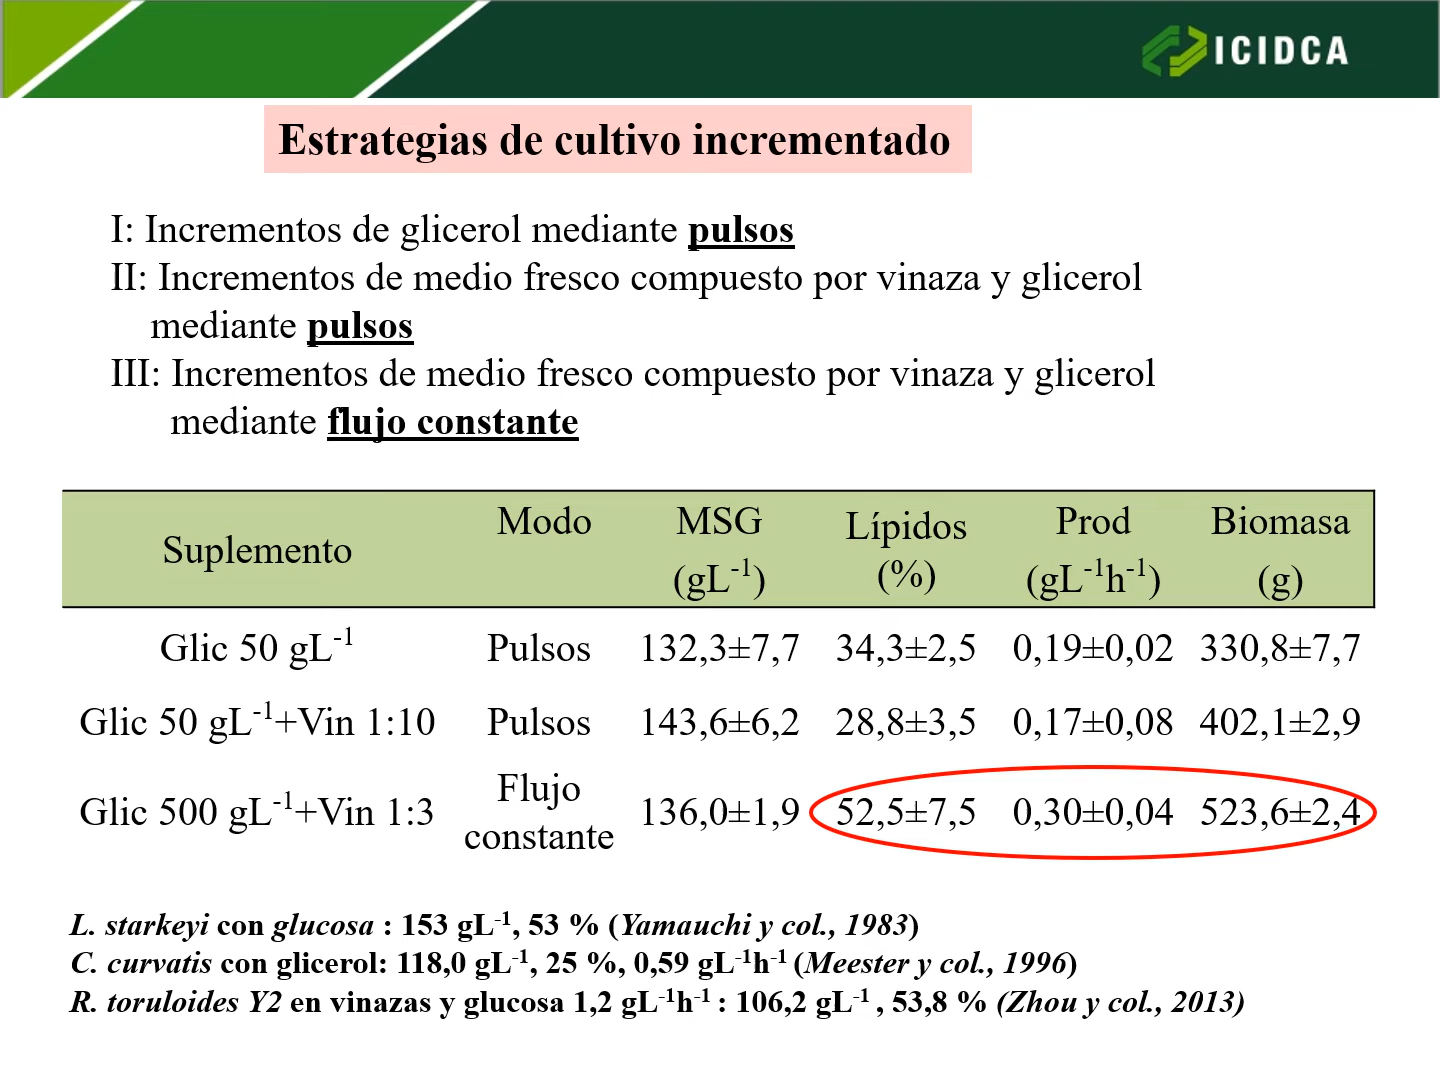 ICIDCA
Estrategias de cultivo incrementado
I: Incrementos de glicerol mediante pulsos
II: Incrementos de medio fresco compuesto por vinaza y glicerol
mediante pulsos
III: Incrementos de medio fresco compuesto por vinaza y glicerol
mediante flujo constante
Suplemento Modo MSG (gL⁻¹) Lípidos (%) Prod (gL⁻¹h⁻¹) Biomasa (g)
Glic 50 gL⁻¹ Pulsos 132,3±7,7 34,3±2,5 0,19±0,02 330,8±7,7
Glic 50 gL⁻¹+Vin 1:10 Pulsos 143,6±6,2 28,8±3,5 0,17±0,08 402,1±2,9
Glic 500 gL⁻¹+Vin 1:3 Flujo constante 136,0±1,9 52,5±7,5 0,30±0,04 523,6±2,4
L. starkeyi con glucosa : 153 gL⁻¹, 53 % (Yamauchi y col., 1983)
C. curvatis con glicerol: 118,0 gL⁻¹, 25 %, 0,59 gL⁻¹h⁻¹ (Meester y col., 1996)
R. toruloides Y2 en vinazas y glucosa 1,2 gL⁻¹h⁻¹ : 106,2 gL⁻¹ , 53,8 % (Zhou y col., 2013)